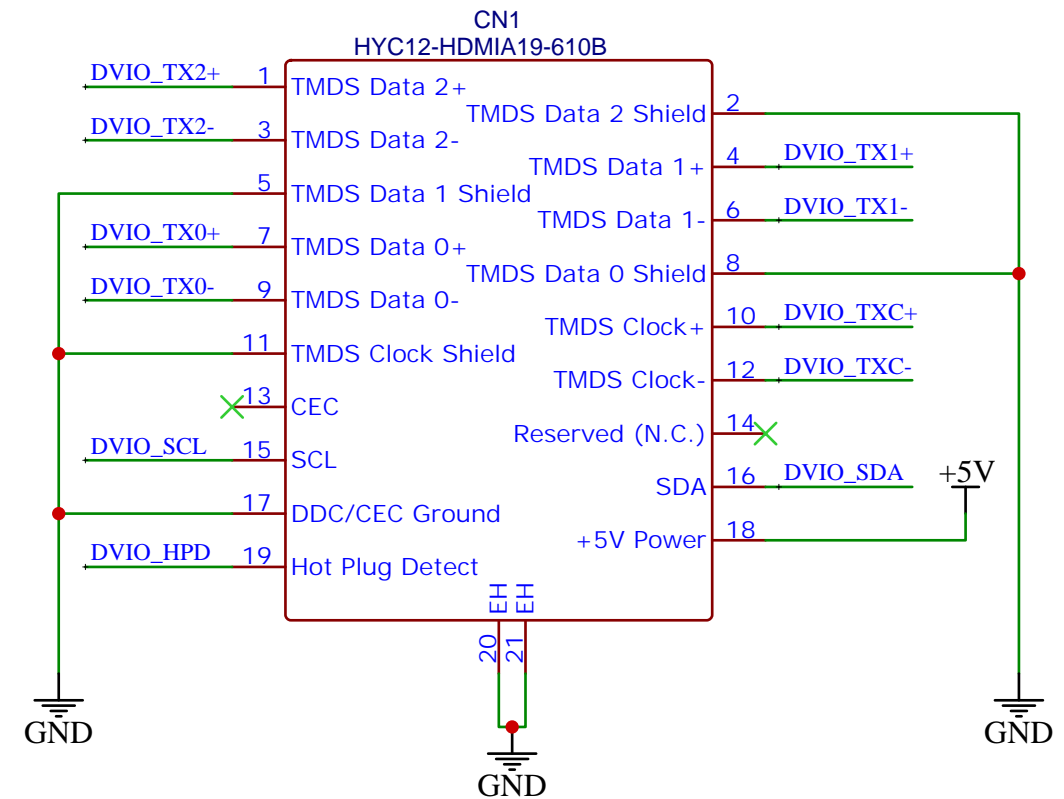 CN1
HYC12-HDMIA19-610B
DVIO_TX2+ 1 TMDS Data 2+
TMDS Data 2 Shield 2
DVIO_TX2- 3 TMDS Data 2-
TMDS Data 1+ 4 DVIO_TX1+
5 TMDS Data 1 Shield
TMDS Data 1- 6 DVIO_TX1-
DVIO_TX0+ 7 TMDS Data 0+
TMDS Data 0 Shield 8
DVIO_TX0- 9 TMDS Data 0-
TMDS Clock+ 10 DVIO_TXC+
11 TMDS Clock Shield
TMDS Clock- 12 DVIO_TXC-
13 CEC
Reserved (N.C.) 14
DVIO_SCL 15 SCL
SDA 16 DVIO_SDA
+5V
17 DDC/CEC Ground
+5V Power 18
DVIO_HPD 19 Hot Plug Detect
EH EH
20 21
GND
GND
GND